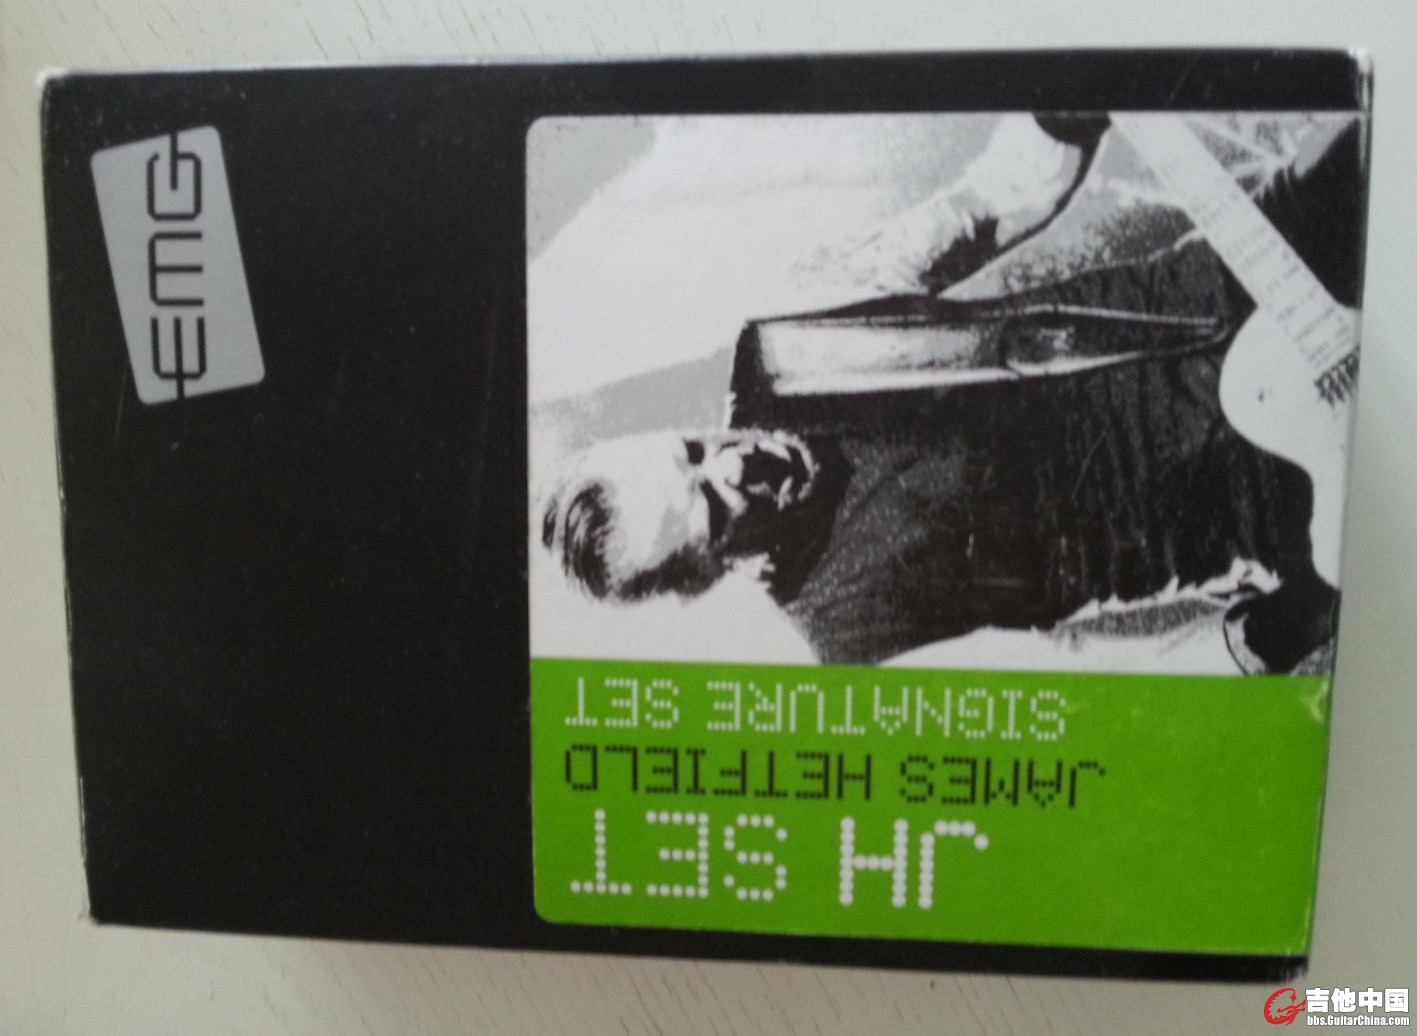 EMG
JH SET
JAMES HETFIELD
SIGNATURE SET
吉他中国
bbs.GuitarChina.com